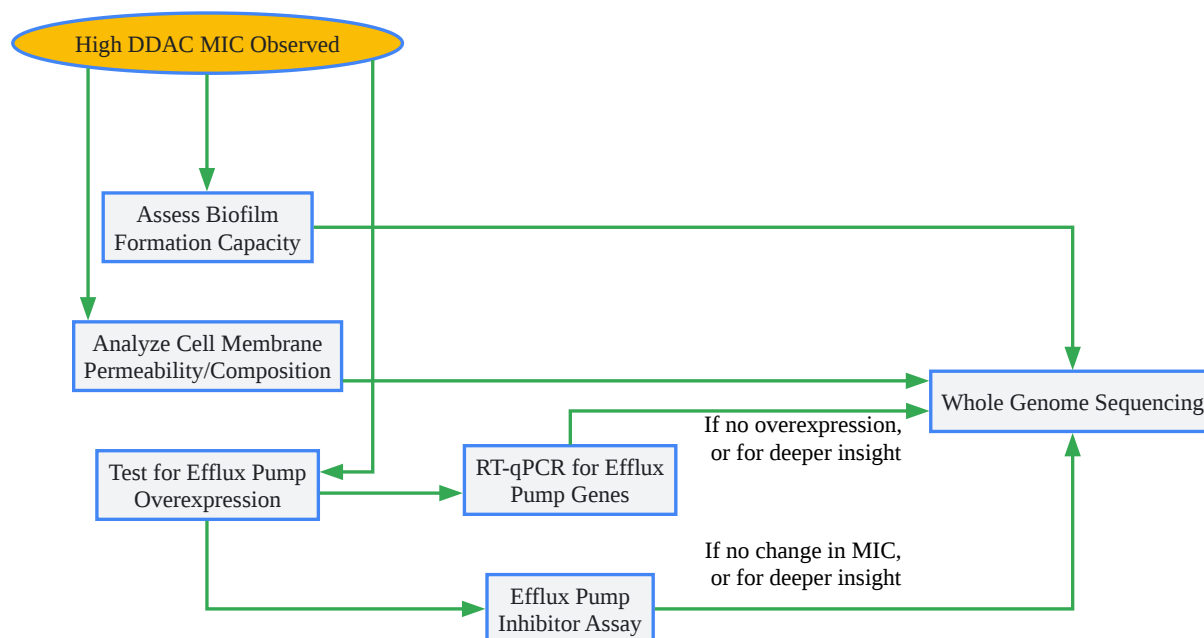 High DDAC MIC Observed
Assess Biofilm
Formation Capacity
Analyze Cell Membrane
Permeability/Composition
Whole Genome Sequencing
If no overexpression,
or for deeper insight
Test for Efflux Pump
Overexpression
RT-qPCR for Efflux
Pump Genes
If no change in MIC,
or for deeper insight
Efflux Pump
Inhibitor Assay